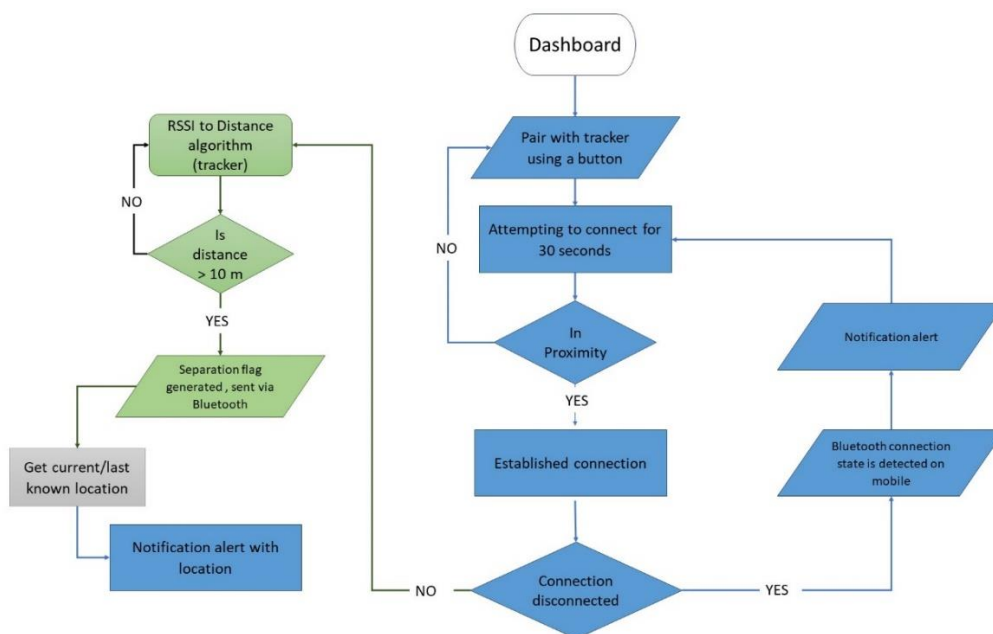 Dashboard
Pair with tracker
using a button
Attempting to connect for
30 seconds
NO
In
Proximity
YES
Established connection
Connection
disconnected
NO
YES
Bluetooth connection
state is detected on
mobile
Notification alert
RSSI to Distance
algorithm
(tracker)
NO
Is
distance
> 10 m
YES
Separation flag
generated , sent via
Bluetooth
Get current/last
known location
Notification alert with
location